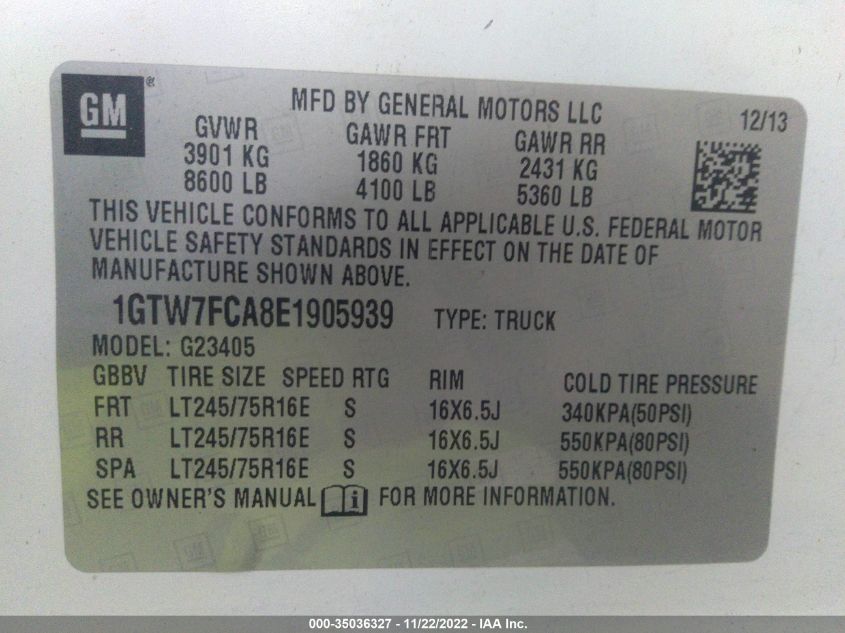 GM ®
MFD BY GENERAL MOTORS LLC
12/13
GVWR GAWR FRT GAWR RR
3901 KG 1860 KG 2431 KG
8600 LB 4100 LB 5360 LB
THIS VEHICLE CONFORMS TO ALL APPLICABLE U.S. FEDERAL MOTOR
VEHICLE SAFETY STANDARDS IN EFFECT ON THE DATE OF
MANUFACTURE SHOWN ABOVE.
1GTW7FCA8E1905939 TYPE: TRUCK
MODEL: G23405
GBBV TIRE SIZE SPEED RTG RIM COLD TIRE PRESSURE
FRT LT245/75R16E S 16X6.5J 340KPA(50PSI)
RR LT245/75R16E S 16X6.5J 550KPA(80PSI)
SPA LT245/75R16E S 16X6.5J 550KPA(80PSI)
SEE OWNER'S MANUAL i FOR MORE INFORMATION.
000-35036327 - 11/22/2022 - IAA Inc.